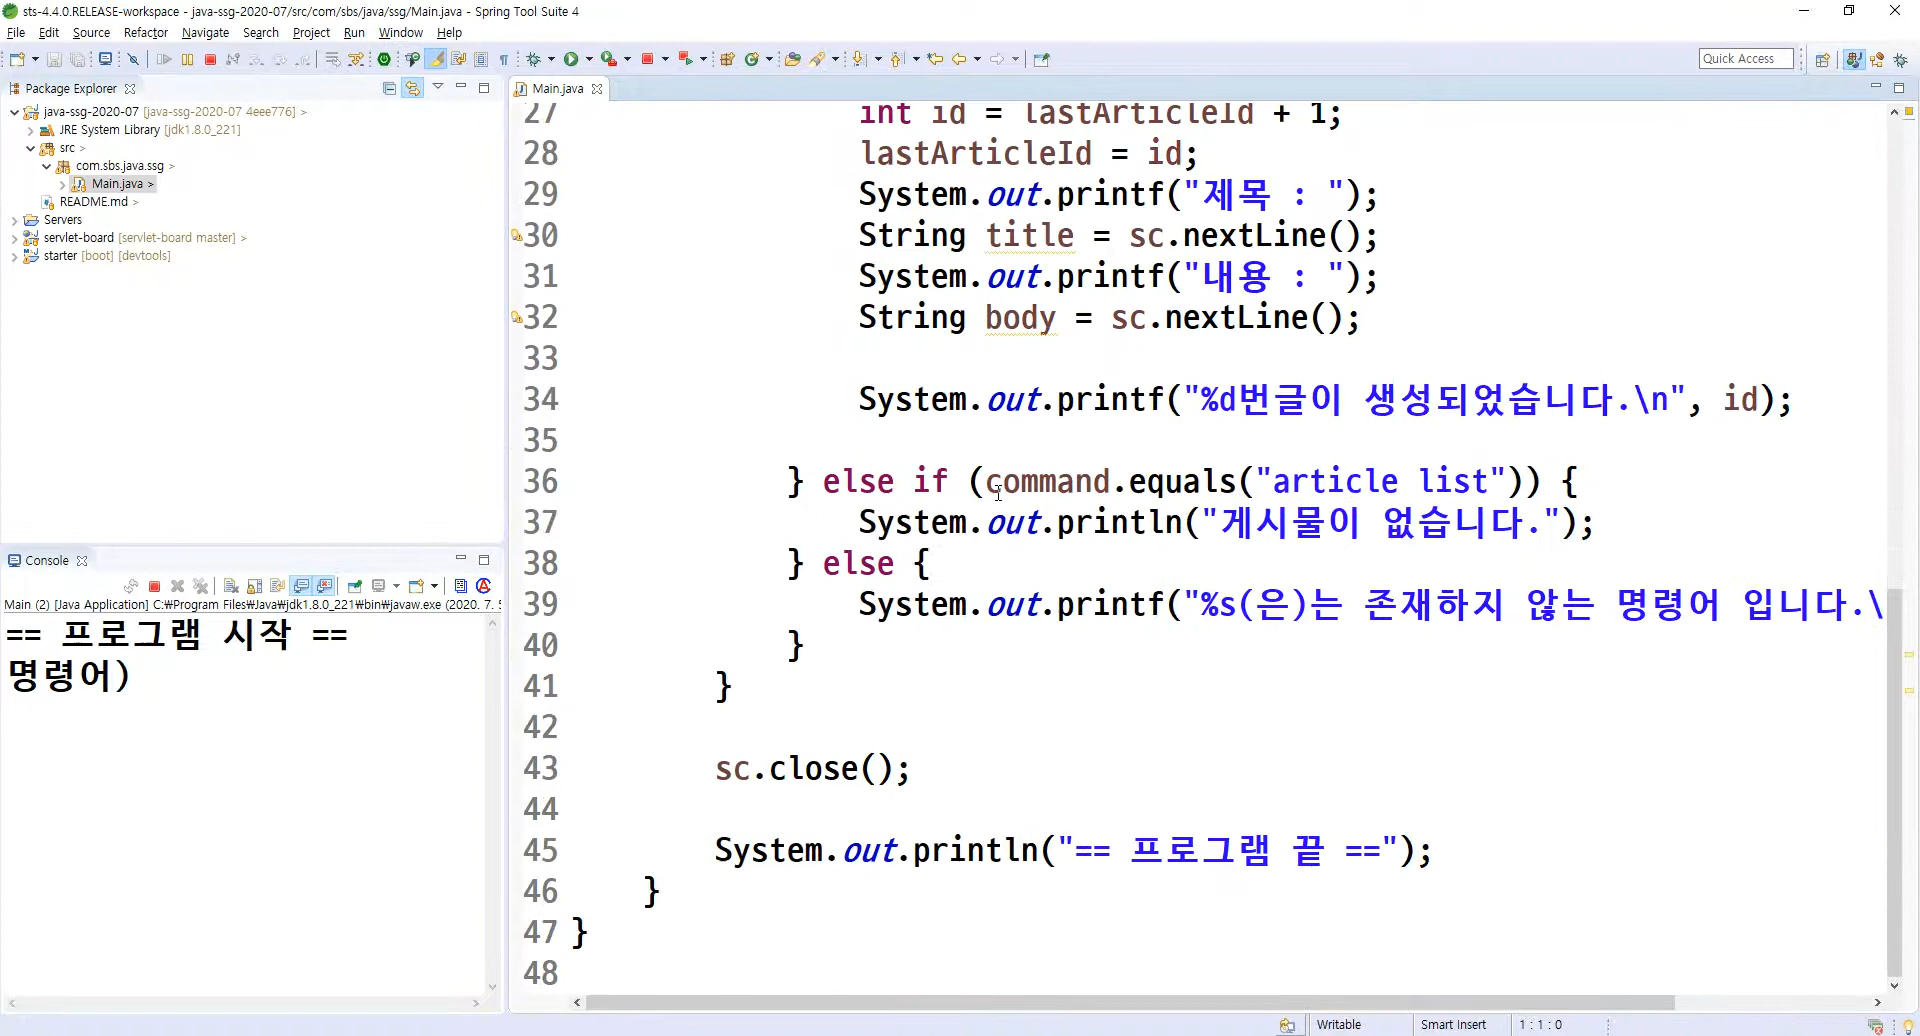 sts-4.4.0.RELEASE-workspace - java-ssg-2020-07/src/com/sbs/java/ssg/Main.java - Spring Tool Suite 4
File Edit Source Refactor Navigate Search Project Run Window Help
Quick Access
Package Explorer
java-ssg-2020-07 [java-ssg-2020-07 4eee776] >
JRE System Library [jdk1.8.0_221]
src >
com.sbs.java.ssg >
Main.java >
README.md >
Servers
servlet-board [servlet-board master] >
starter [boot] [devtools]
Console
Main (2) [Java Application] C:₩Program Files₩Java₩jdk1.8.0_221₩bin₩javaw.exe (2020. 7. 5
== 프로그램 시작 ==
명령어)
Main.java
27 int id = lastArticleId + 1;
28 lastArticleId = id;
29 System.out.printf("제목 : ");
30 String title = sc.nextLine();
31 System.out.printf("내용 : ");
32 String body = sc.nextLine();
33
34 System.out.printf("%d번글이 생성되었습니다.\n", id);
35
36 } else if (command.equals("article list")) {
37 System.out.println("게시물이 없습니다.");
38 } else {
39 System.out.printf("%s(은)는 존재하지 않는 명령어 입니다.\
40 }
41 }
42
43 sc.close();
44
45 System.out.println("== 프로그램 끝 ==");
46 }
47 }
48
Writable Smart Insert 1 : 1 : 0